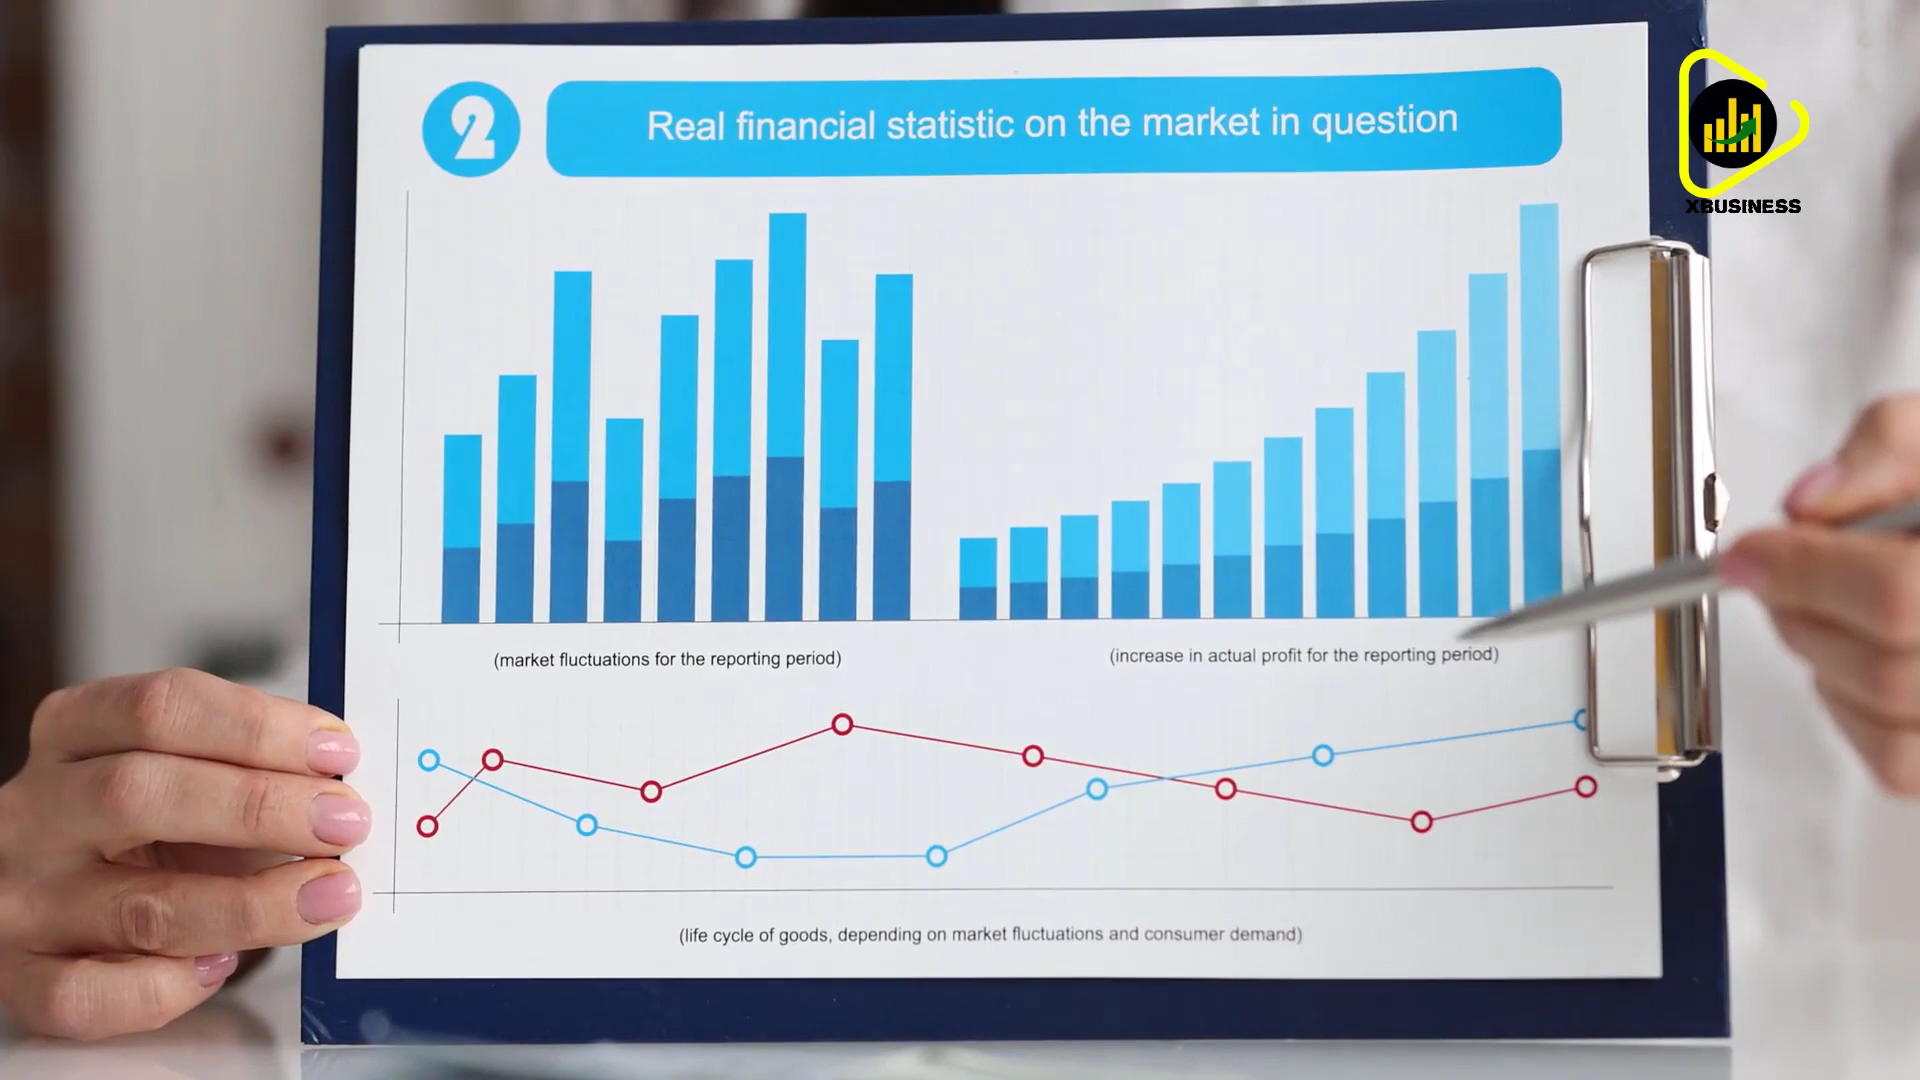 2
Real financial statistic on the market in question
XBUSINESS
(market fluctuations for the reporting period)
(increase in actual profit for the reporting period)
(life cycle of goods, depending on market fluctuations and consumer demand)